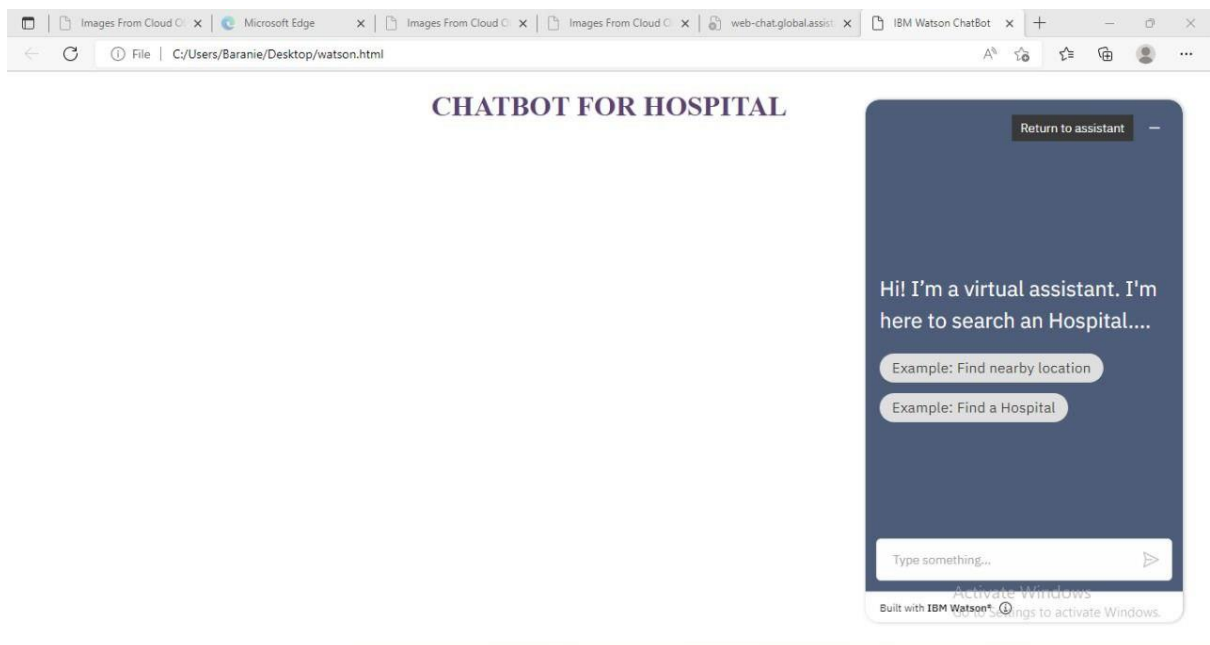 Images From Cloud O
Microsoft Edge
Images From Cloud O
Images From Cloud O
web-chat.global.assist
IBM Watson ChatBot
File | C:/Users/Baranie/Desktop/watson.html
CHATBOT FOR HOSPITAL
Return to assistant
Hi! I'm a virtual assistant. I'm
here to search an Hospital....
Example: Find nearby location
Example: Find a Hospital
Type something...
Activate Windows
Built with IBM Watson®
Go to Settings to activate Windows.